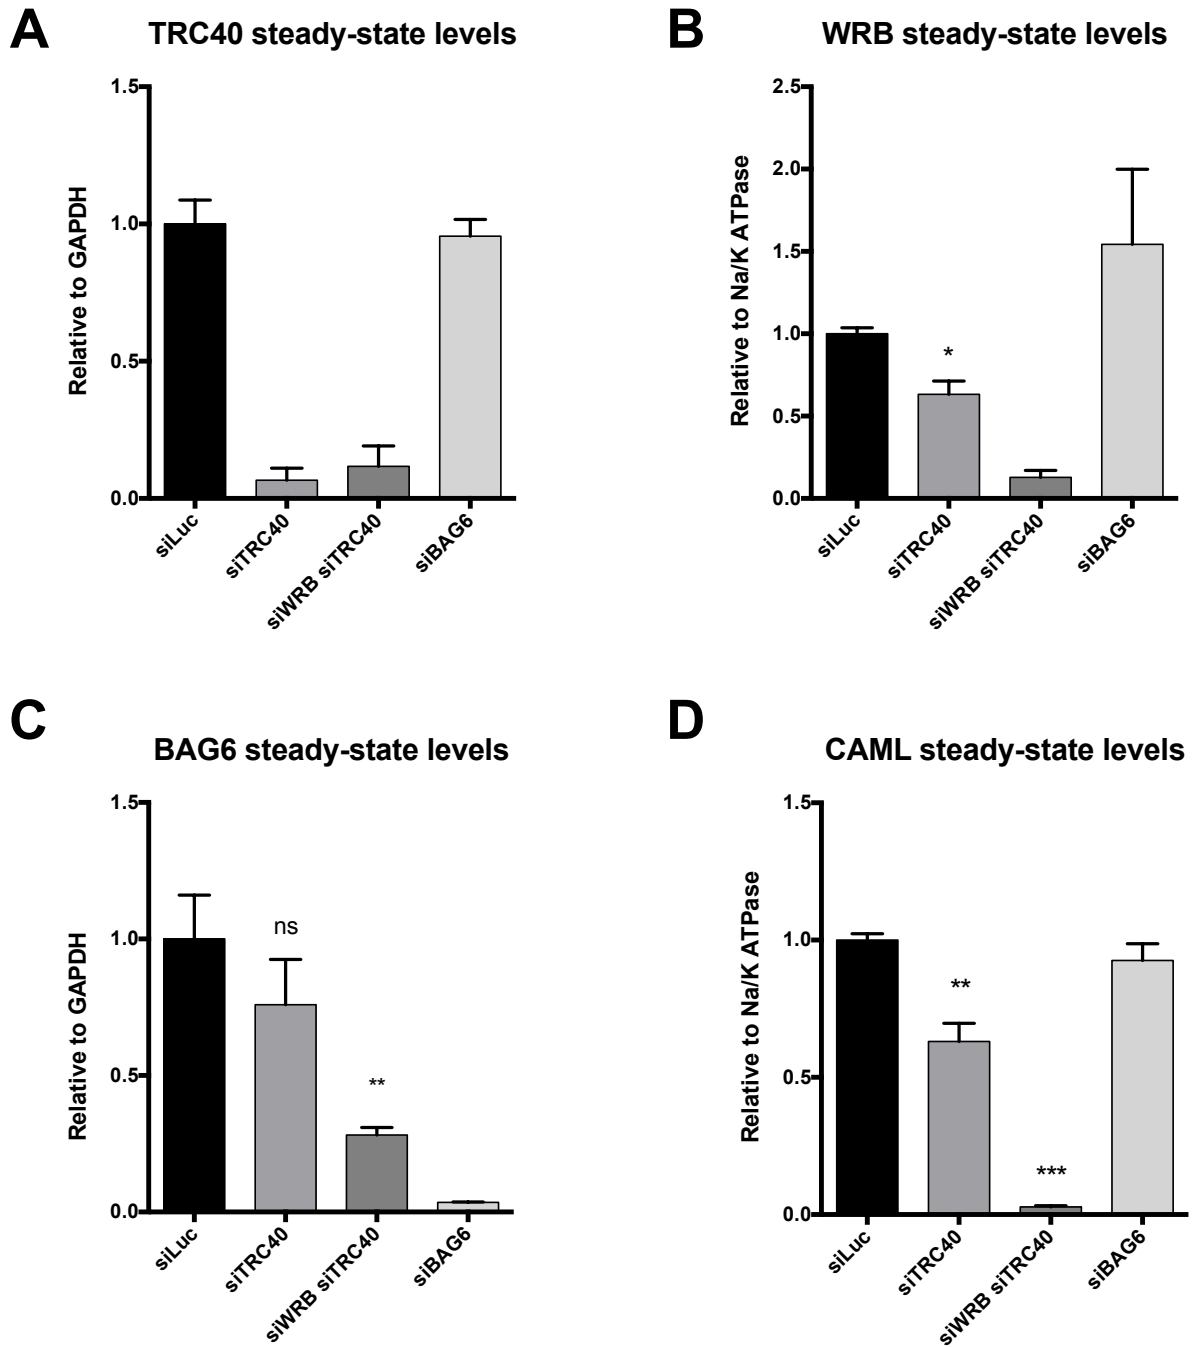 A
TRC40 steady-state levels
Relative to GAPDH
1.5
1.0
0.5
0.0
siLuc
siTRC40
siWRB siTRC40
siBAG6
B
WRB steady-state levels
Relative to Na/K ATPase
2.5
2.0
1.5
1.0
0.5
0.0
*
siLuc
siTRC40
siWRB siTRC40
siBAG6
C
BAG6 steady-state levels
Relative to GAPDH
1.5
1.0
0.5
0.0
ns
**
siLuc
siTRC40
siWRB siTRC40
siBAG6
D
CAML steady-state levels
Relative to Na/K ATPase
1.5
1.0
0.5
0.0
**
***
siLuc
siTRC40
siWRB siTRC40
siBAG6